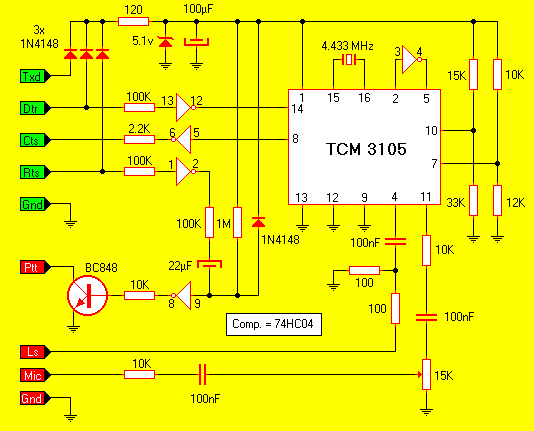 120
100µF
3x
1N4148
5.1v
4.433 MHz
3
4
Txd
15K
10K
1
15
16
2
5
Dtr
100K
13
12
14
Cts
2.2K
6
5
8
TCM 3105
10
7
Rts
100K
1
2
Gnd
13
12
9
4
11
33K
12K
100K
1M
1N4148
100nF
10K
22µF
100
Ptt
BC848
10K
8
9
100
100nF
Comp. = 74HC04
Ls
Mic
10K
100nF
15K
Gnd